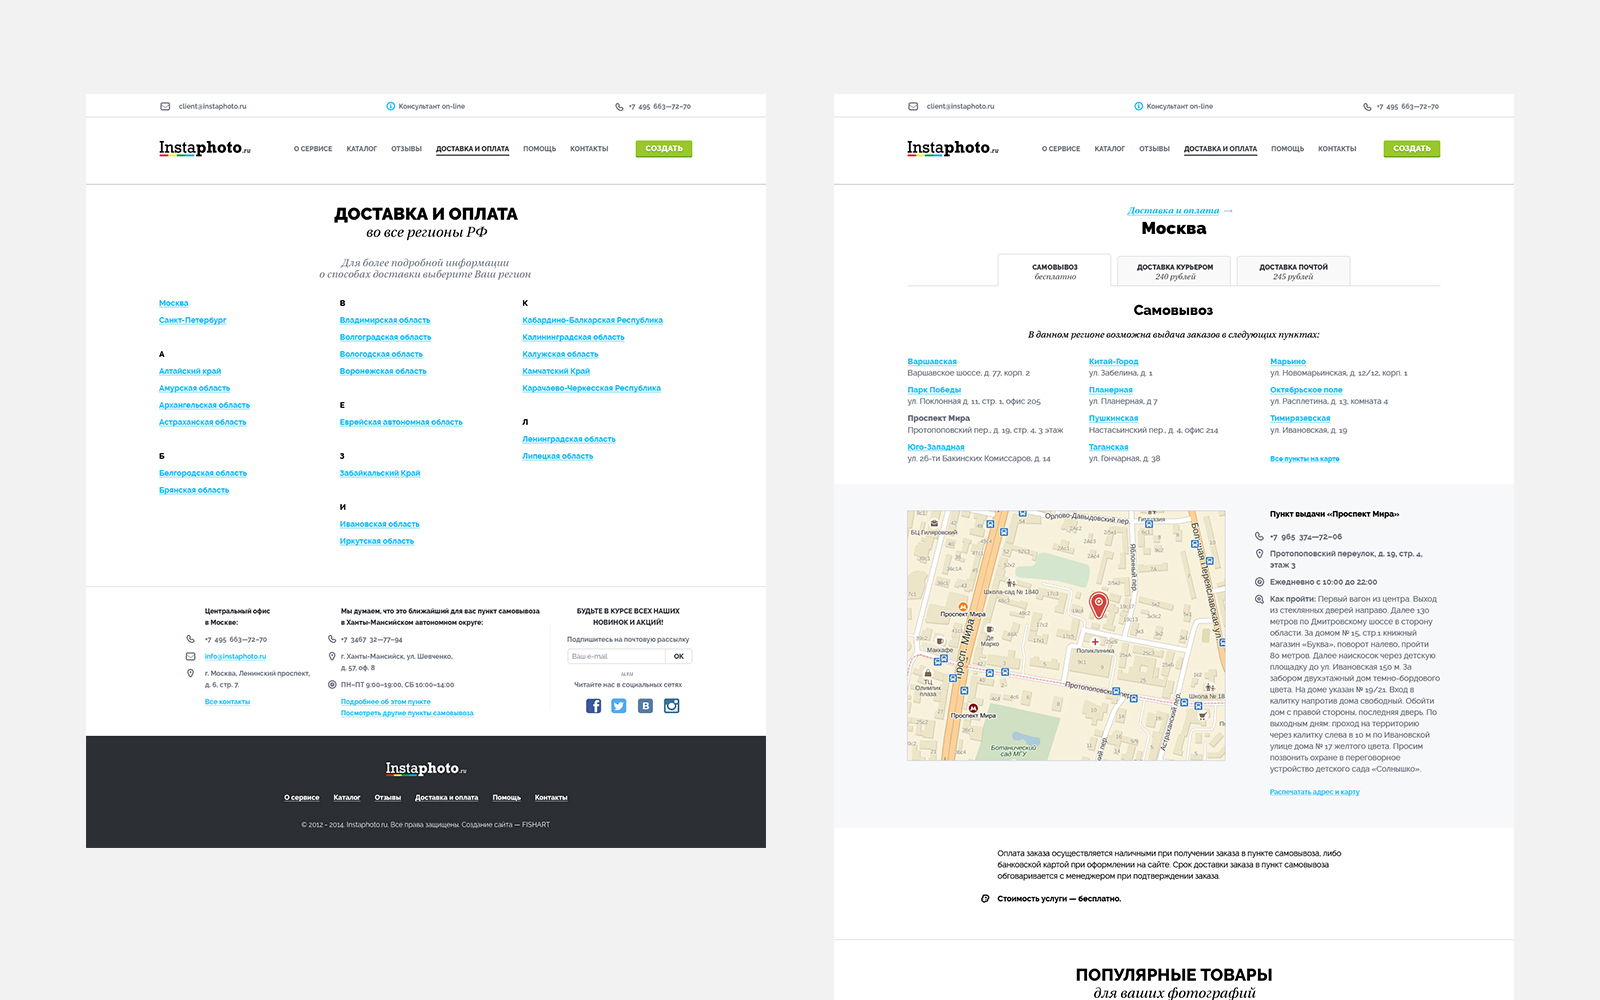 client@instaphoto.ru
Консультант on-line
+7 495 663—72–70
Instaphoto.ru
О СЕРВИСЕ КАТАЛОГ ОТЗЫВЫ ДОСТАВКА И ОПЛАТА ПОМОЩЬ КОНТАКТЫ
СОЗДАТЬ
ДОСТАВКА И ОПЛАТА
во все регионы РФ
Для более подробной информации
о способах доставки выберите Ваш регион
Москва
Санкт-Петербург
А
Алтайский край
Амурская область
Архангельская область
Астраханская область
Б
Белгородская область
Брянская область
В
Владимирская область
Волгоградская область
Вологодская область
Воронежская область
Е
Еврейская автономная область
З
Забайкальский Край
И
Ивановская область
Иркутская область
К
Кабардино-Балкарская Республика
Калининградская область
Калужская область
Камчатский Край
Карачаево-Черкесская Республика
Л
Ленинградская область
Липецкая область
Центральный офис
в Москве:
+7 495 663—72–70
info@instaphoto.ru
г. Москва, Ленинский проспект,
д. 6, стр. 7.
Все контакты
Мы думаем, что это ближайший для вас пункт самовывоза
в Ханты-Мансийском автономном округе:
+7 3467 32—77–94
г. Ханты-Мансийск, ул. Шевченко,
д. 57, оф. 8
ПН–ПТ 9:00–19:00, СБ 10:00–14:00
Подробнее об этом пункте
Посмотреть другие пункты самовывоза
БУДЬТЕ В КУРСЕ ВСЕХ НАШИХ
НОВИНОК И АКЦИЙ!
Подпишитесь на почтовую рассылку
Ваш e-mail
ОК
или
Читайте нас в социальных сетях
Instaphoto.ru
О сервисе Каталог Отзывы Доставка и оплата Помощь Контакты
© 2012 - 2014. Instaphoto.ru. Все права защищены. Создание сайта — FISHART
client@instaphoto.ru
Консультант on-line
+7 495 663—72–70
Instaphoto.ru
О СЕРВИСЕ КАТАЛОГ ОТЗЫВЫ ДОСТАВКА И ОПЛАТА ПОМОЩЬ КОНТАКТЫ
СОЗДАТЬ
Доставка и оплата →
Москва
САМОВЫВОЗ
бесплатно
ДОСТАВКА КУРЬЕРОМ
240 рублей
ДОСТАВКА ПОЧТОЙ
245 рублей
Самовывоз
В данном регионе возможна выдача заказов в следующих пунктах:
Варшавская
Варшавское шоссе, д. 77, корп. 2
Парк Победы
ул. Поклонная д. 11, стр. 1, офис 205
Проспект Мира
Протопоповский пер., д. 19, стр. 4, 3 этаж
Юго-Западная
ул. 26-ти Бакинских Комиссаров, д. 14
Китай-Город
ул. Забелина, д. 1
Планерная
ул. Планерная, д 7
Пушкинская
Настасьинский пер., д. 4, офис 214
Таганская
ул. Гончарная, д. 38
Марьино
ул. Новомарьинская, д. 12/12, корп. 1
Октябрьское поле
ул. Расплетина, д. 13, комната 4
Тимирязевская
ул. Ивановская, д. 19
Все пункты на карте
Орлово-Давыдовский пер.
БЦ Гиляровский
Гимназия
Большая Переяславская ул.
Яблонный пер.
Школа-сад № 1840
Проспект Мира
просп. Мира
Де Марко
Маккафе
Поликлиника
ТЦ Олимпик плаза
Протопоповский пер.
Школа № 18
Проспект Мира
Астраханский пер.
Ботанический
сад МГУ
Пункт выдачи «Проспект Мира»
+7 965 374—72–06
Протопоповский переулок, д. 19, стр. 4,
этаж 3
Ежедневно с 10:00 до 22:00
Как пройти: Первый вагон из центра. Выход
из стеклянных дверей направо. Далее 130
метров по Дмитровскому шоссе в сторону
области. За домом № 15, стр.1 книжный
магазин «Буква», поворот налево, пройти
80 метров. Далее наискосок через детскую
площадку до ул. Ивановская 150 м. За
забором двухэтажный дом темно-бордового
цвета. На доме указан № 19/21. Вход в
калитку напротив дома свободный. Обойти
дом с правой стороны, последняя дверь. По
выходным дням: проход на территорию
через калитку слева в 10 м по Ивановской
улице дома № 17 желтого цвета. Просим
позвонить охране в переговорное
устройство детского сада «Солнышко».
Распечатать адрес и карту
Оплата заказа осуществляется наличными при получении заказа в пункте самовывоза, либо
банковской картой при оформлении на сайте. Срок доставки заказа в пункт самовывоза
обговаривается с менеджером при подтверждении заказа.
Стоимость услуги — бесплатно.
ПОПУЛЯРНЫЕ ТОВАРЫ
для ваших фотографий